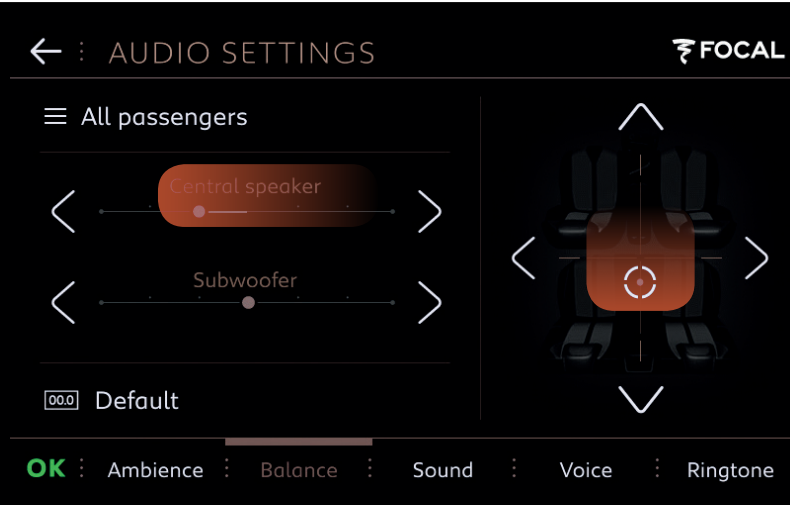 AUDIO SETTINGS
FOCAL
All passengers
Central speaker
Subwoofer
00.0 Default
OK Ambience Balance Sound Voice Ringtone